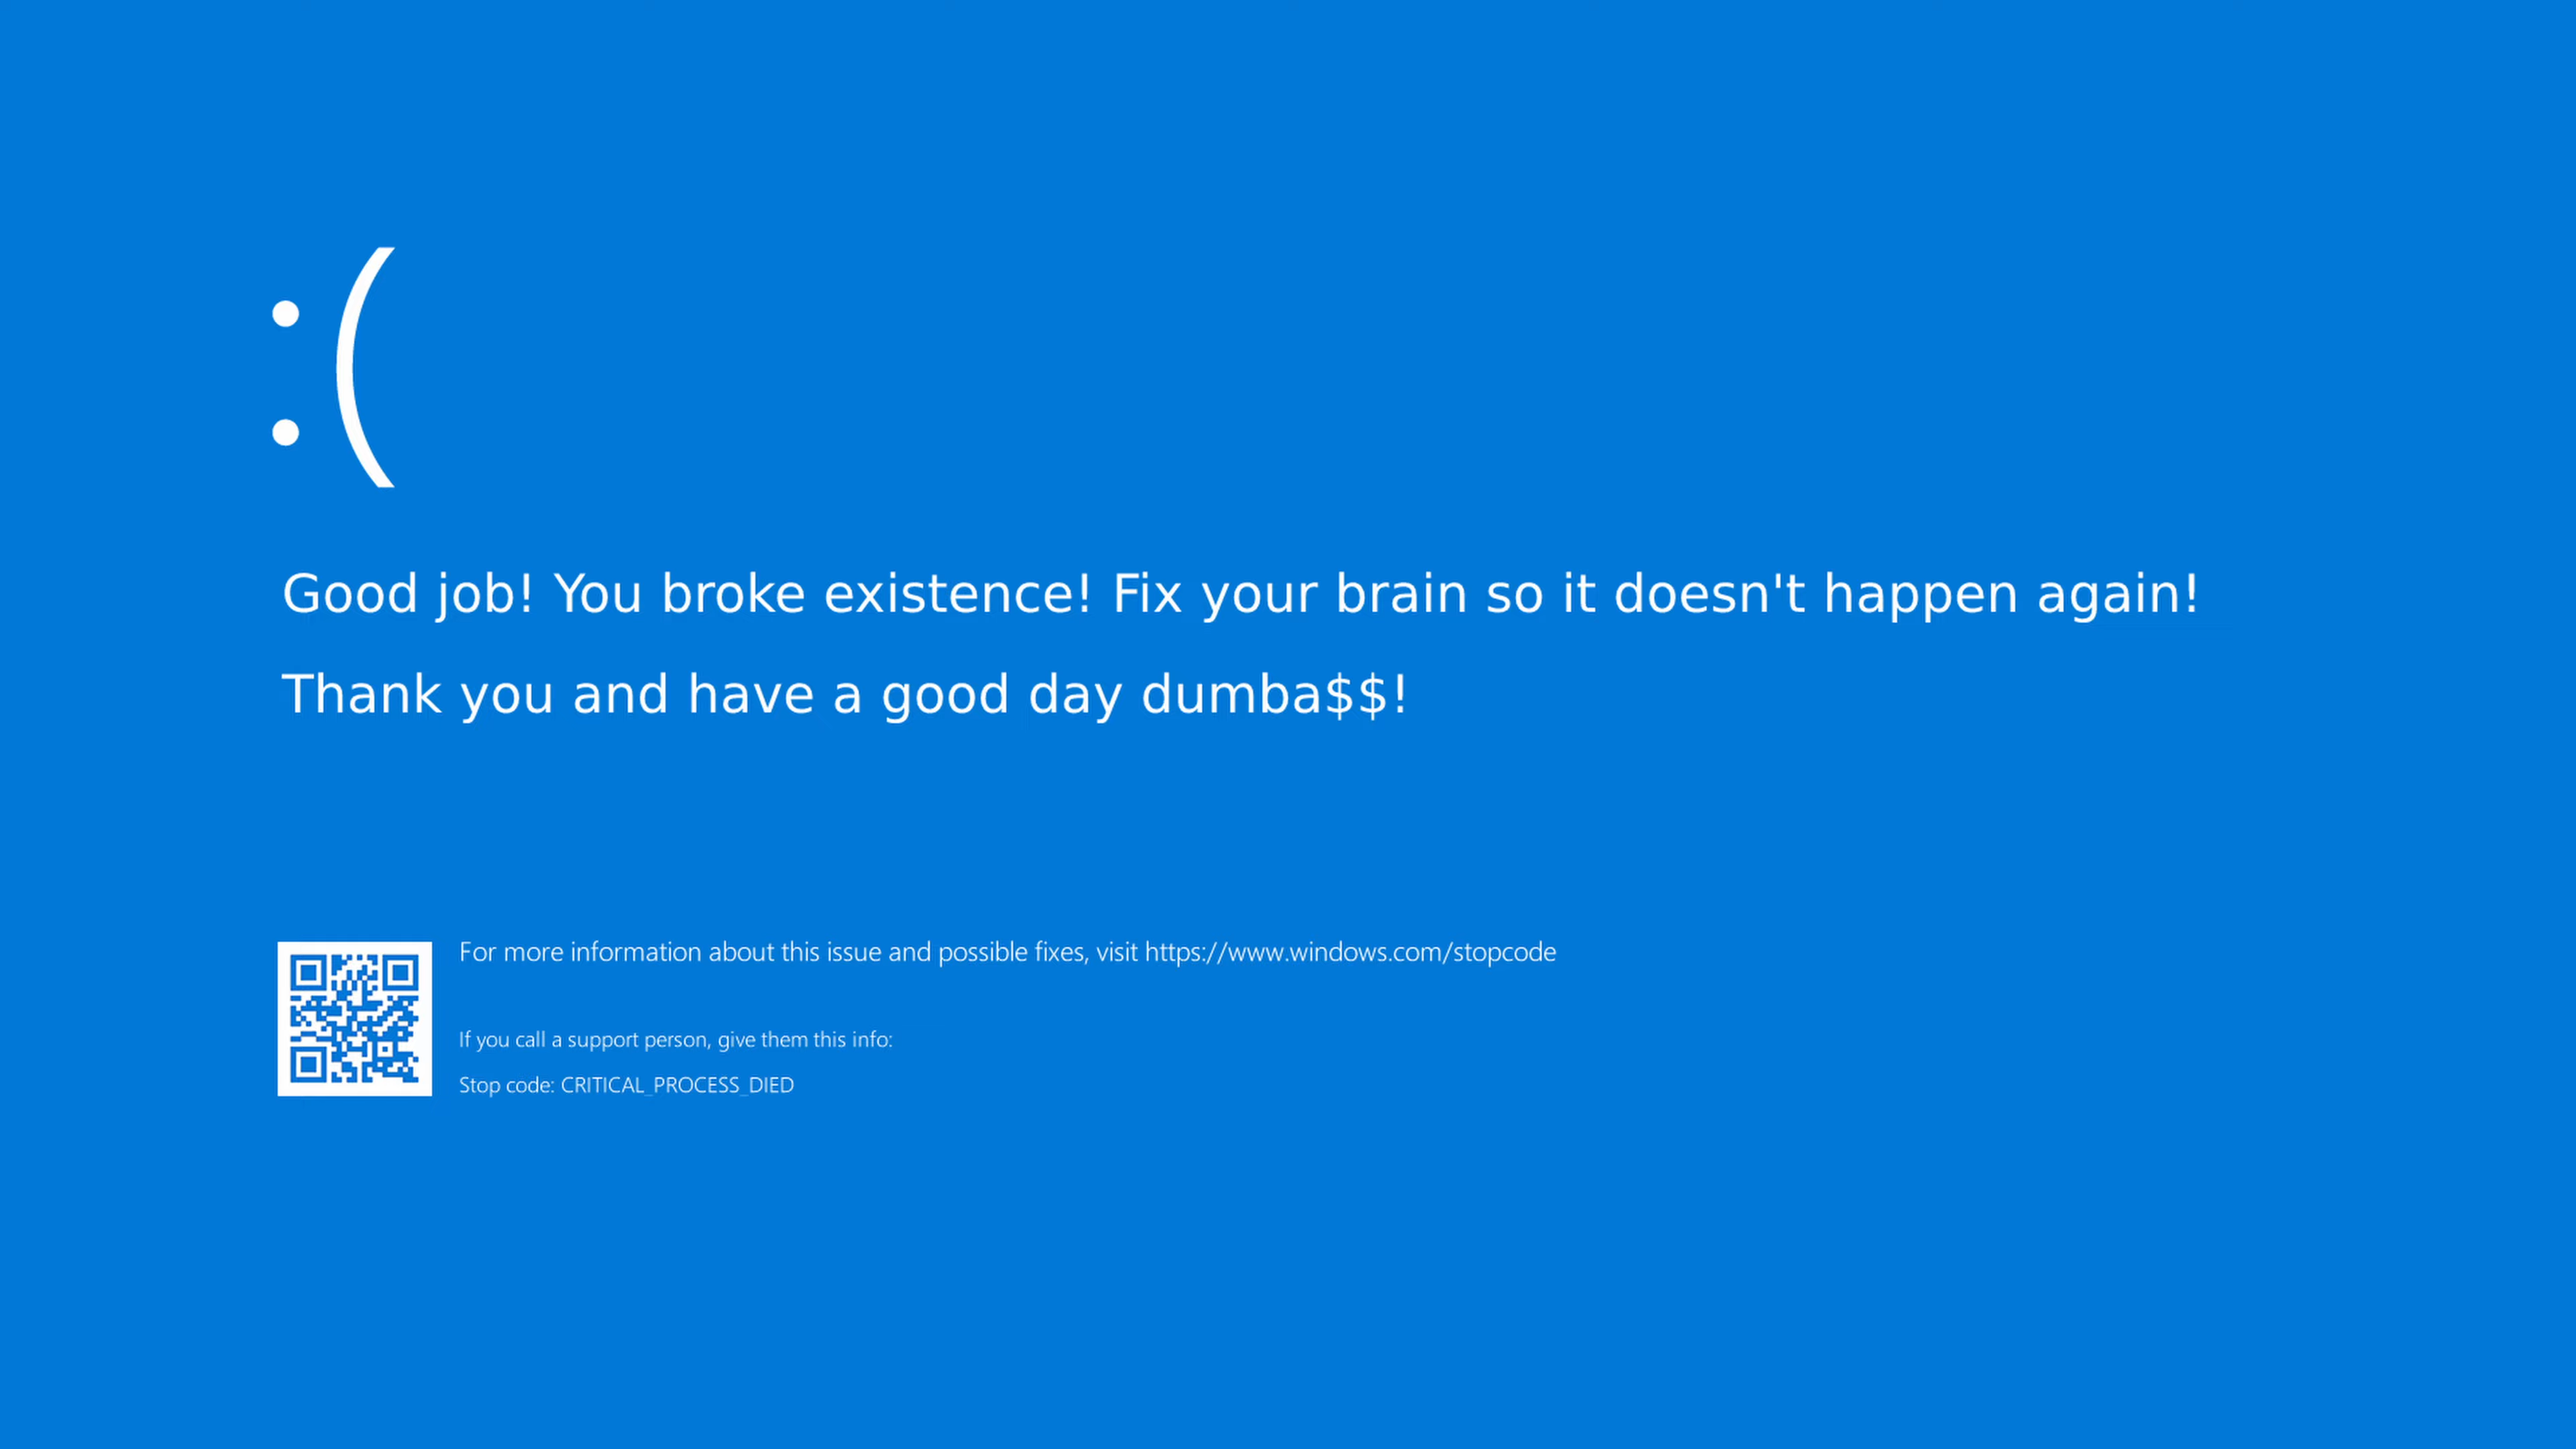 :(
Good job! You broke existence! Fix your brain so it doesn't happen again!
Thank you and have a good day dumba$$!
For more information about this issue and possible fixes, visit https://www.windows.com/stopcode
If you call a support person, give them this info:
Stop code: CRITICAL_PROCESS_DIED